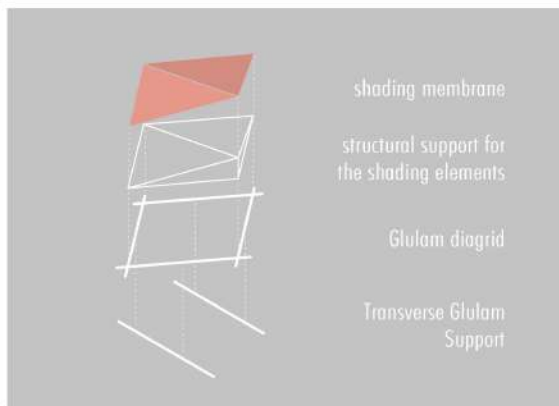 shading membrane
structural support for
the shading elements
Glulam diagrid
Transverse Glulam
Support